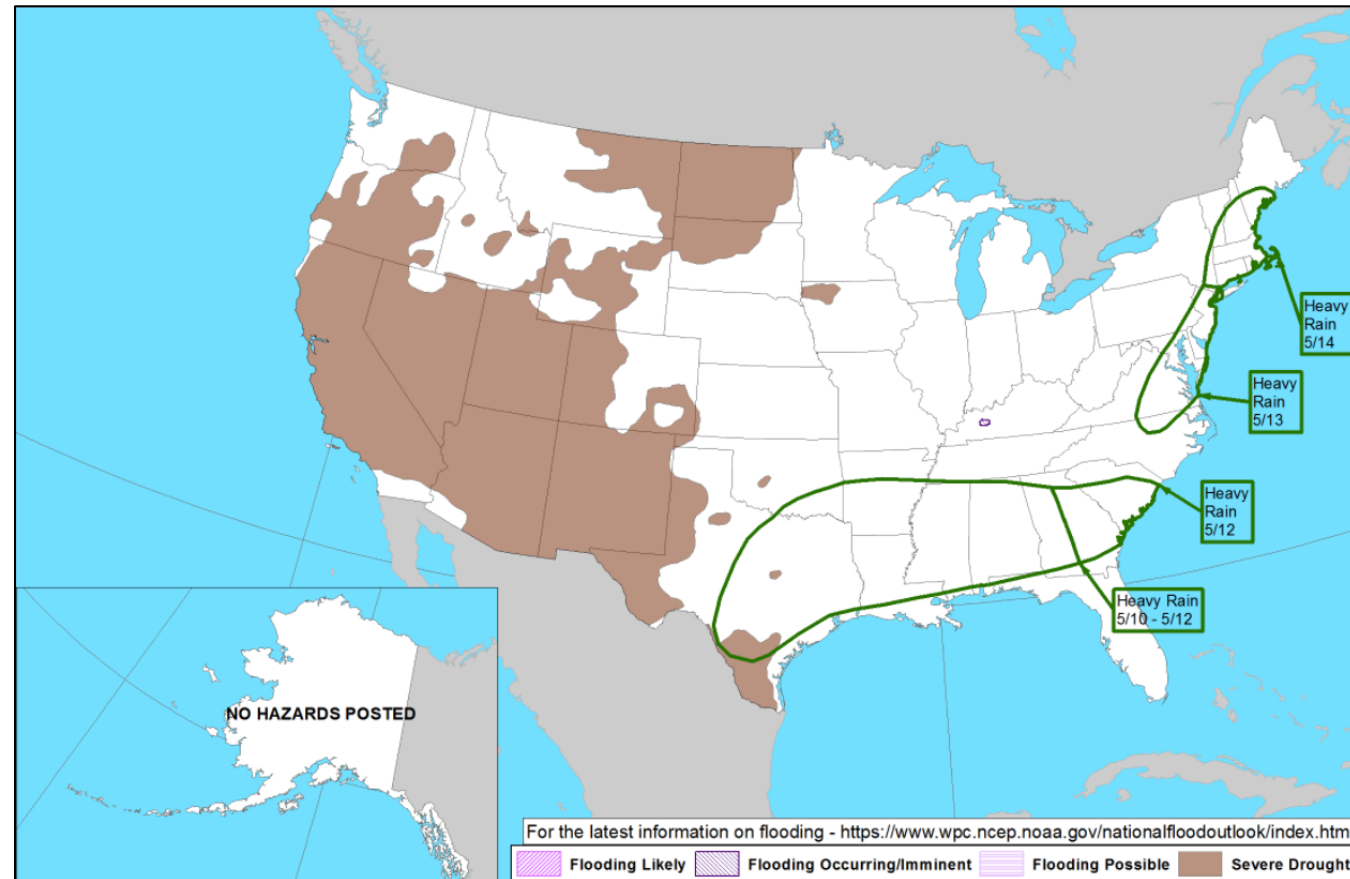 Heavy
Rain
5/14
Heavy
Rain
5/13
Heavy
Rain
5/12
Heavy Rain
5/10 - 5/12
NO HAZARDS POSTED
For the latest information on flooding - https://www.wpc.ncep.noaa.gov/nationalfloodoutlook/index.htm
Flooding Likely Flooding Occurring/Imminent Flooding Possible Severe Drought